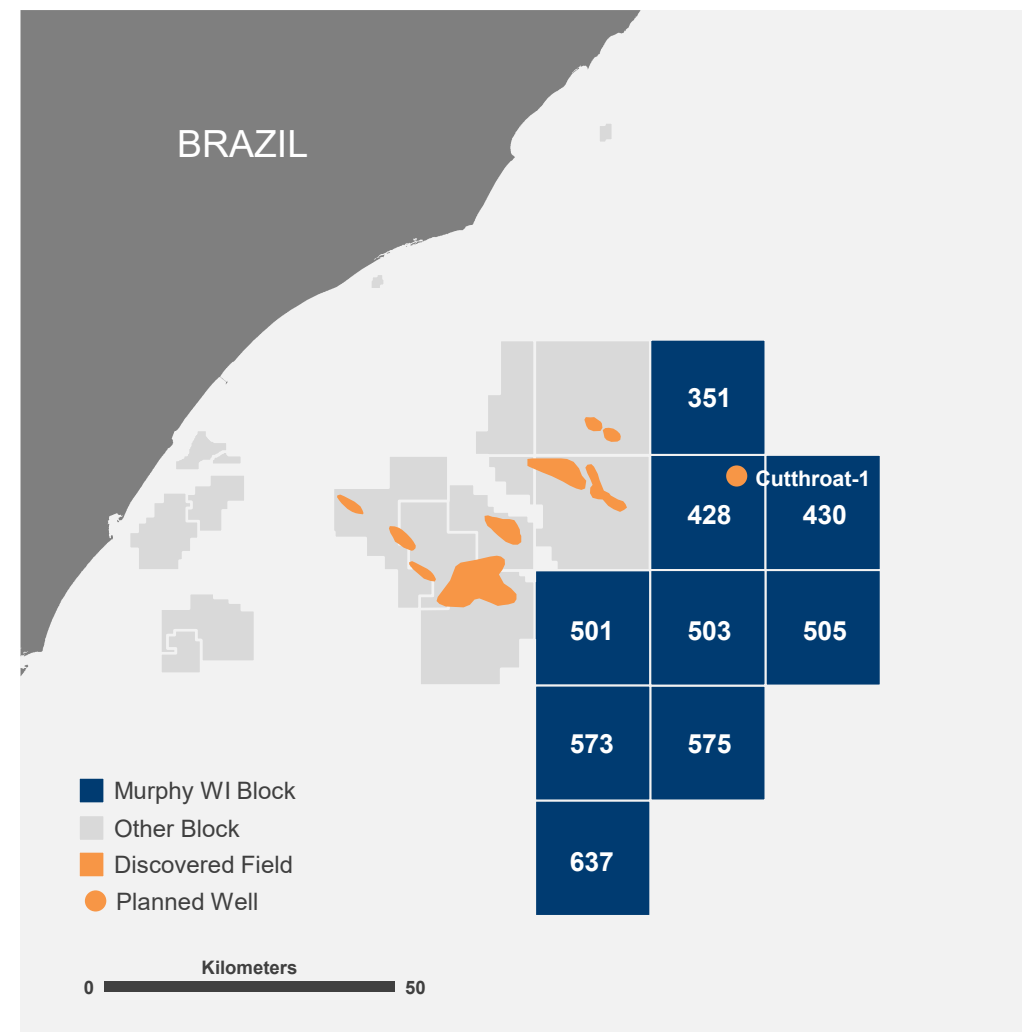 BRAZIL
351
Cutthroat-1
428
430
501
503
505
573
575
637
Murphy WI Block
Other Block
Discovered Field
Planned Well
Kilometers
0
50